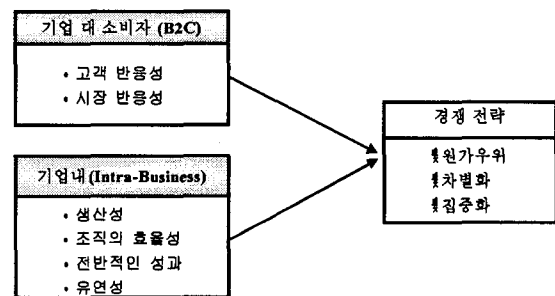 기업 대 소비자 (B2C)
• 고객 반응성
• 시장 반응성
기업내 (Intra-Business)
• 생산성
• 조직의 효율성
• 전반적인 성과
• 유연성
경쟁 전략
원가우위
차별화
집중화